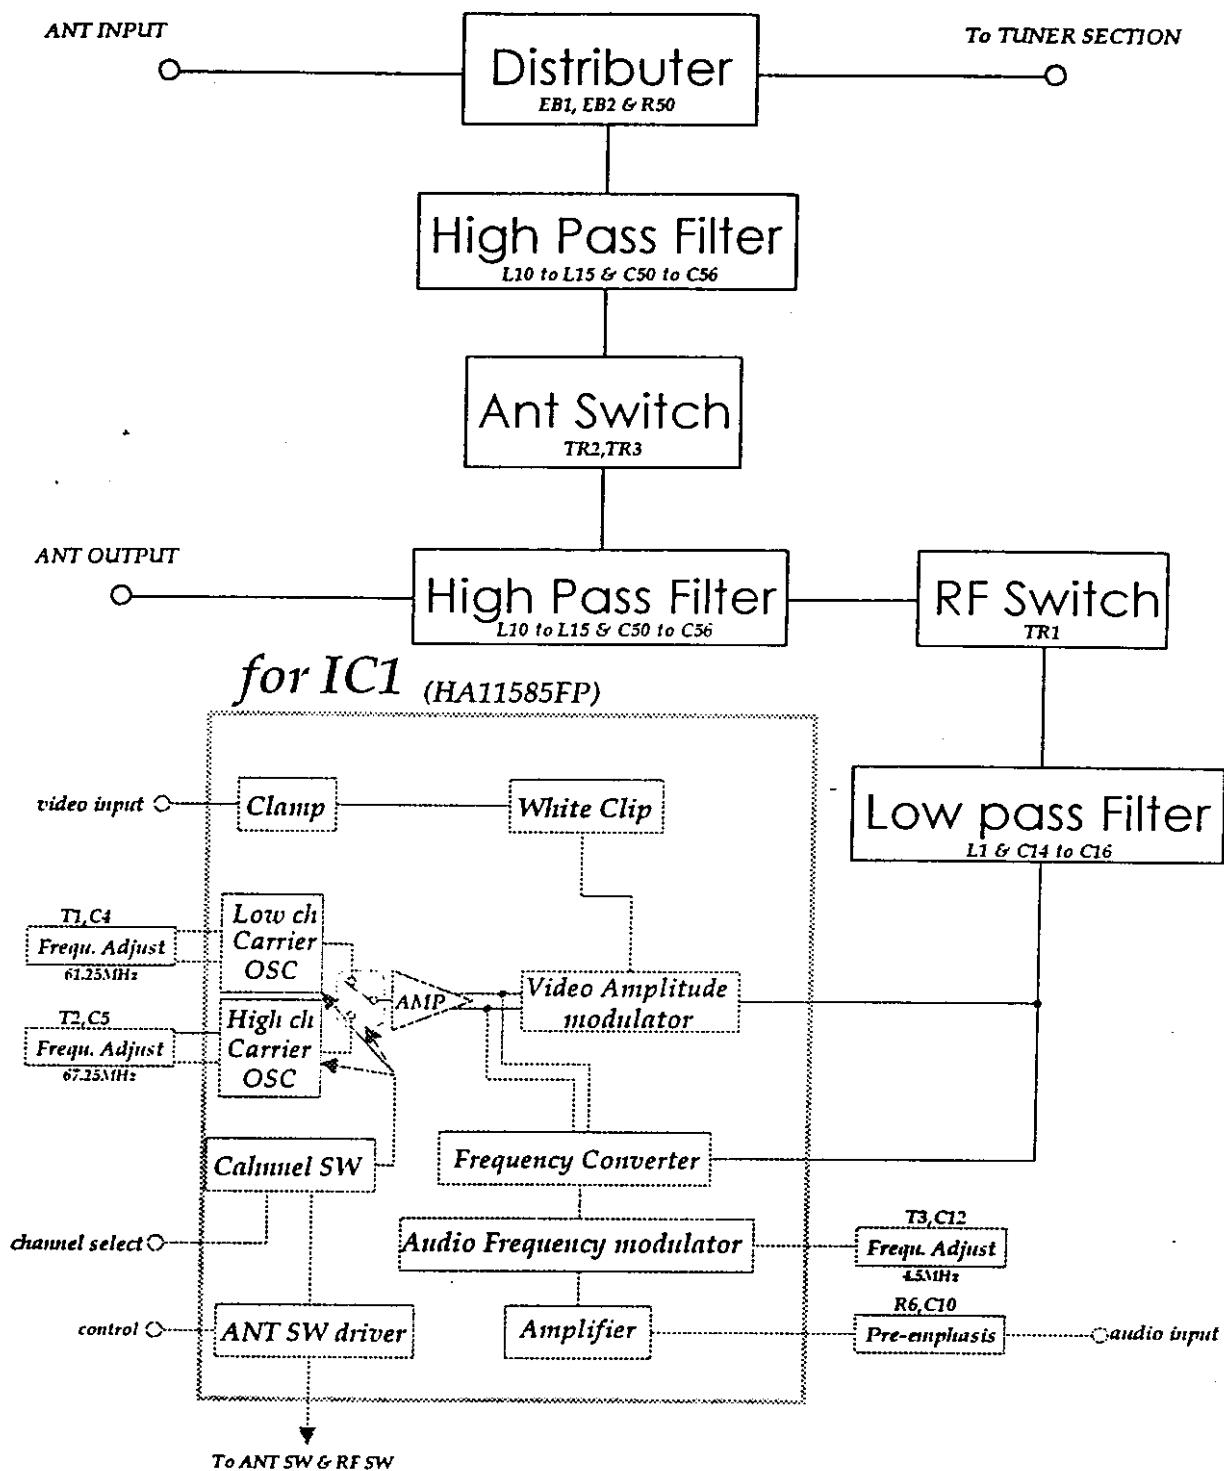 ANT INPUT
To TUNER SECTION
Distributer
EB1, EB2 & R50
High Pass Filter
L10 to L15 & C50 to C56
Ant Switch
TR2,TR3
ANT OUTPUT
High Pass Filter
L10 to L15 & C50 to C56
RF Switch
TR1
for IC1 (HA11585FP)
video input
Clamp
White Clip
Low pass Filter
L1 & C14 to C16
T1,C4
Frequ. Adjust
61.25MHz
Low ch
Carrier
OSC
AMP
Video Amplitude
modulator
T2,C5
Frequ. Adjust
67.25MHz
High ch
Carrier
OSC
Calnnel SW
Frequency Converter
channel select
Audio Frequency modulator
T3,C12
Frequ. Adjust
4.5MHz
control
ANT SW driver
Amplifier
R6,C10
Pre-emphasis
audio input
To ANT SW & RF SW